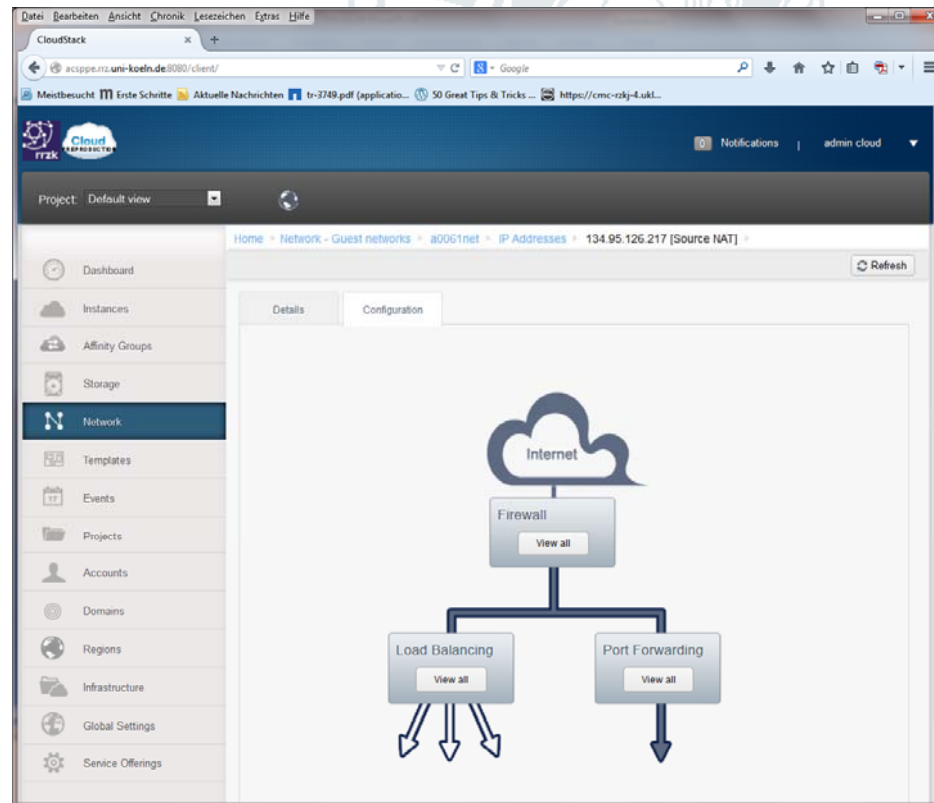 Datei Bearbeiten Ansicht Chronik Lesezeichen Extras Hilfe
CloudStack × +
acsppe.rrz.uni-koeln.de:8080/client/
Google
Meistbesucht Erste Schritte Aktuelle Nachrichten tr-3749.pdf (applicatio... 50 Great Tips & Tricks ... https://cmc-rzkj-4.ukl...
rrzk
Cloud
0 Notifications | admin cloud
Project: Default view
Home Network - Guest networks a0061net IP Addresses 134.95.126.217 [Source NAT]
Refresh
Dashboard
Instances
Affinity Groups
Storage
Network
Templates
Events
Projects
Accounts
Domains
Regions
Infrastructure
Global Settings
Service Offerings
Details
Configuration
Internet
Firewall
View all
Load Balancing
View all
Port Forwarding
View all